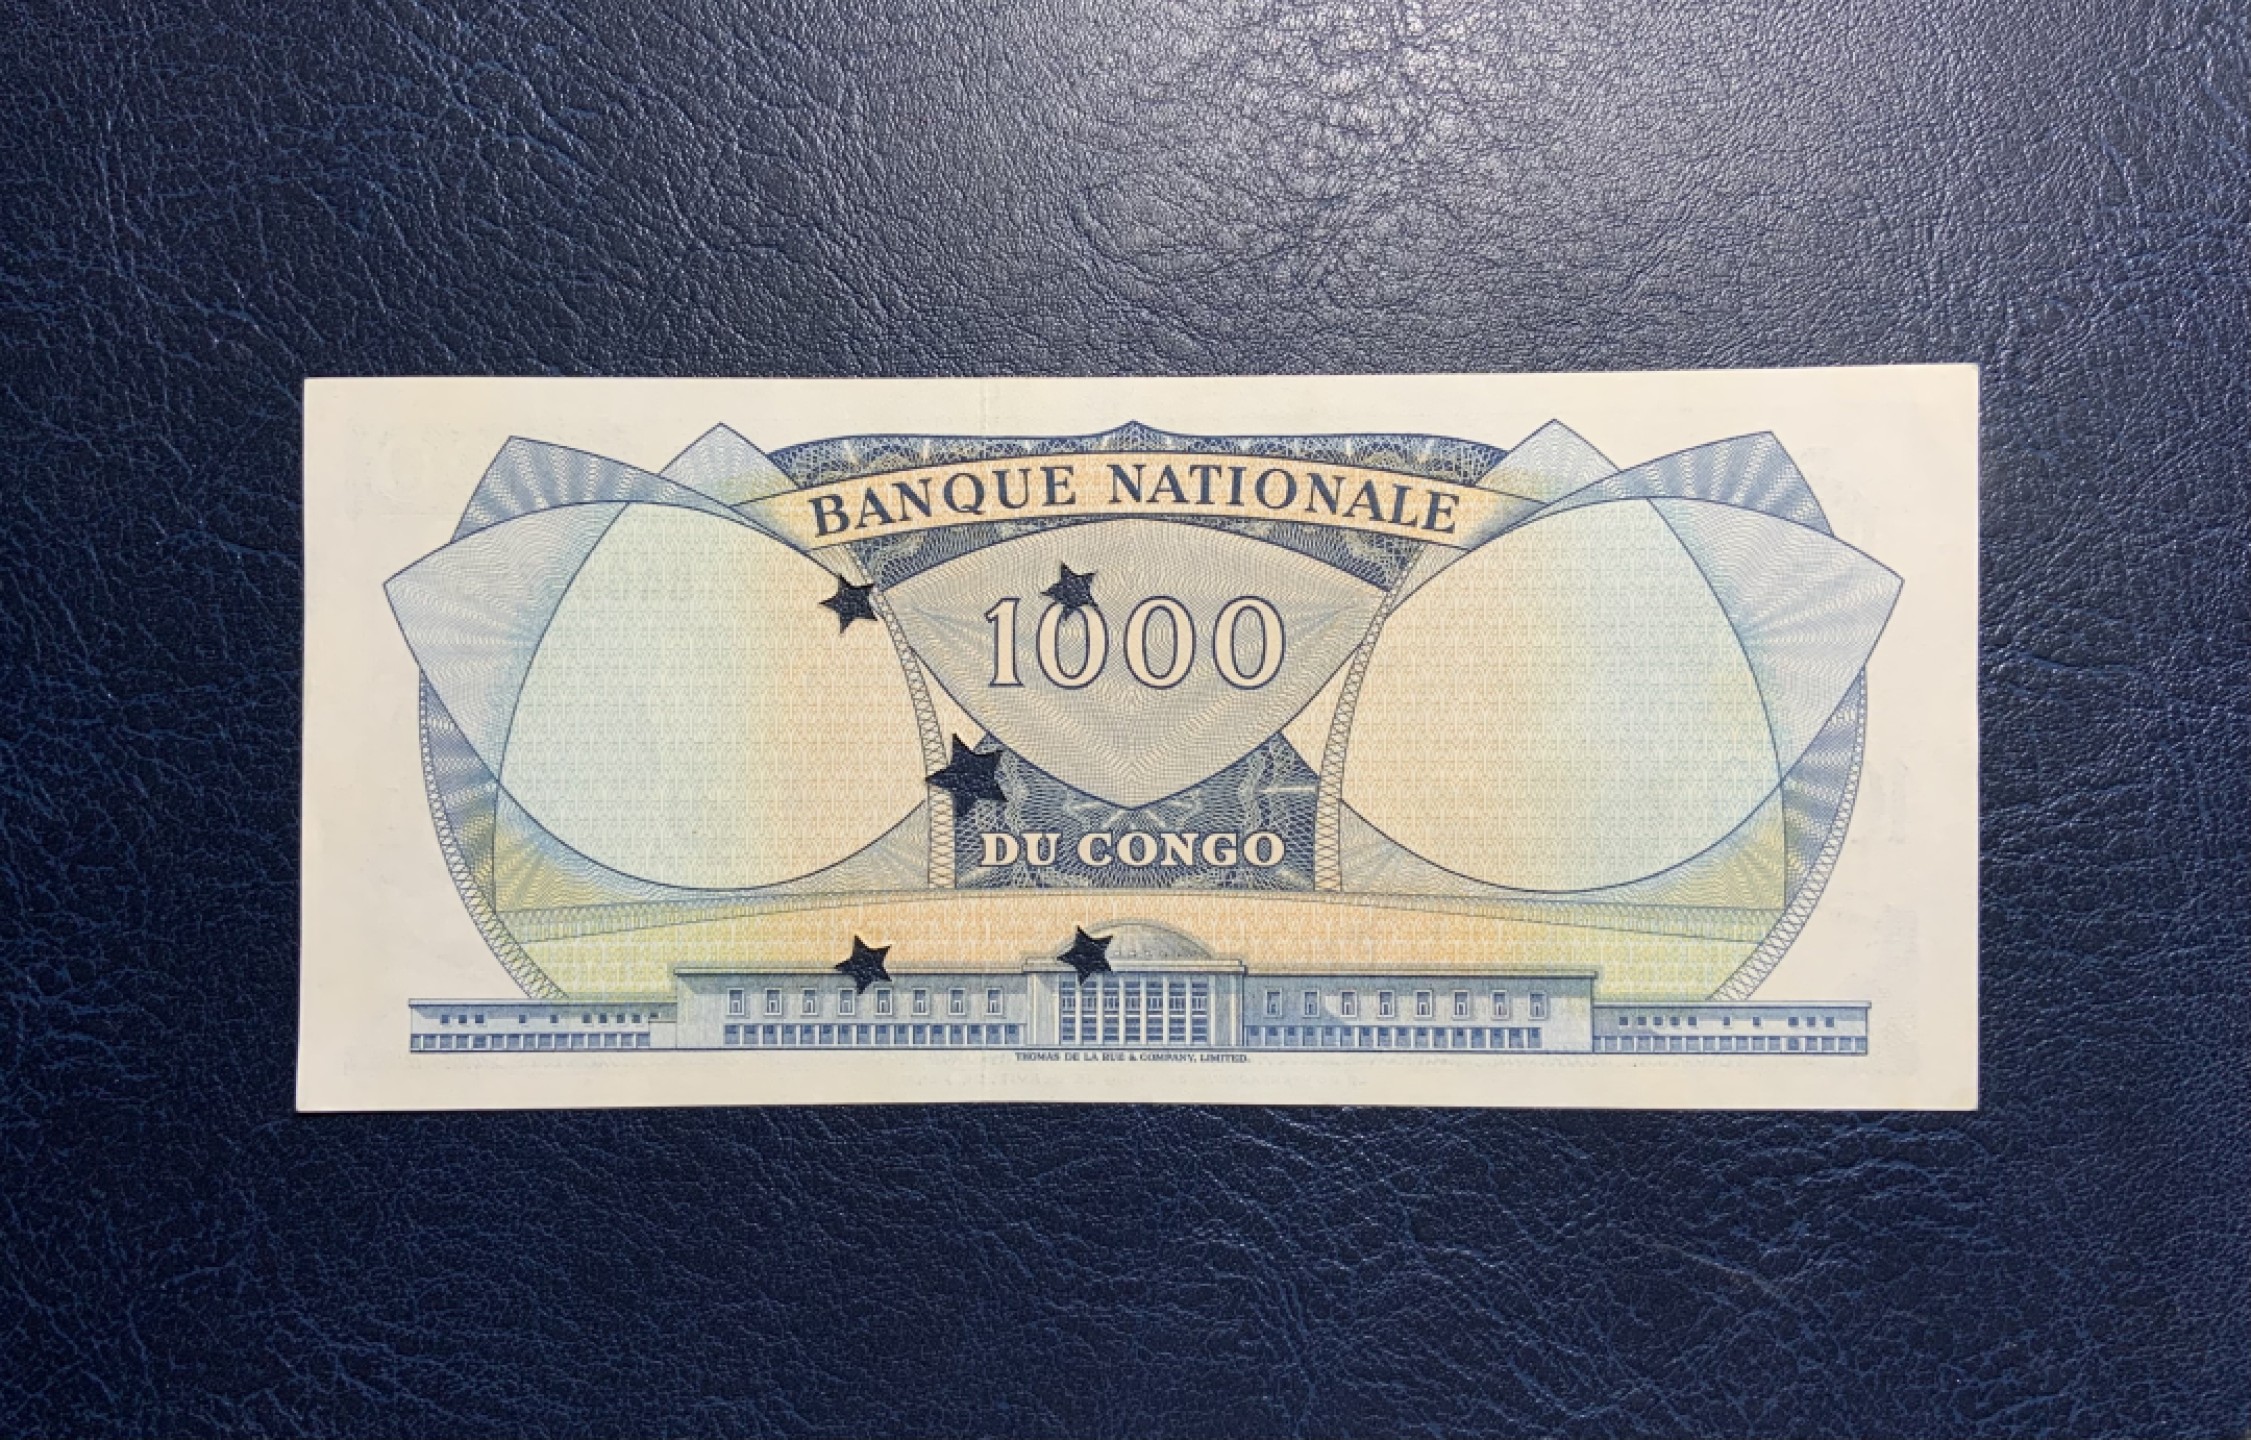 BANQUE NATIONALE
1000
DU CONGO
THOMAS DE LA RUE & COMPANY, LIMITED.